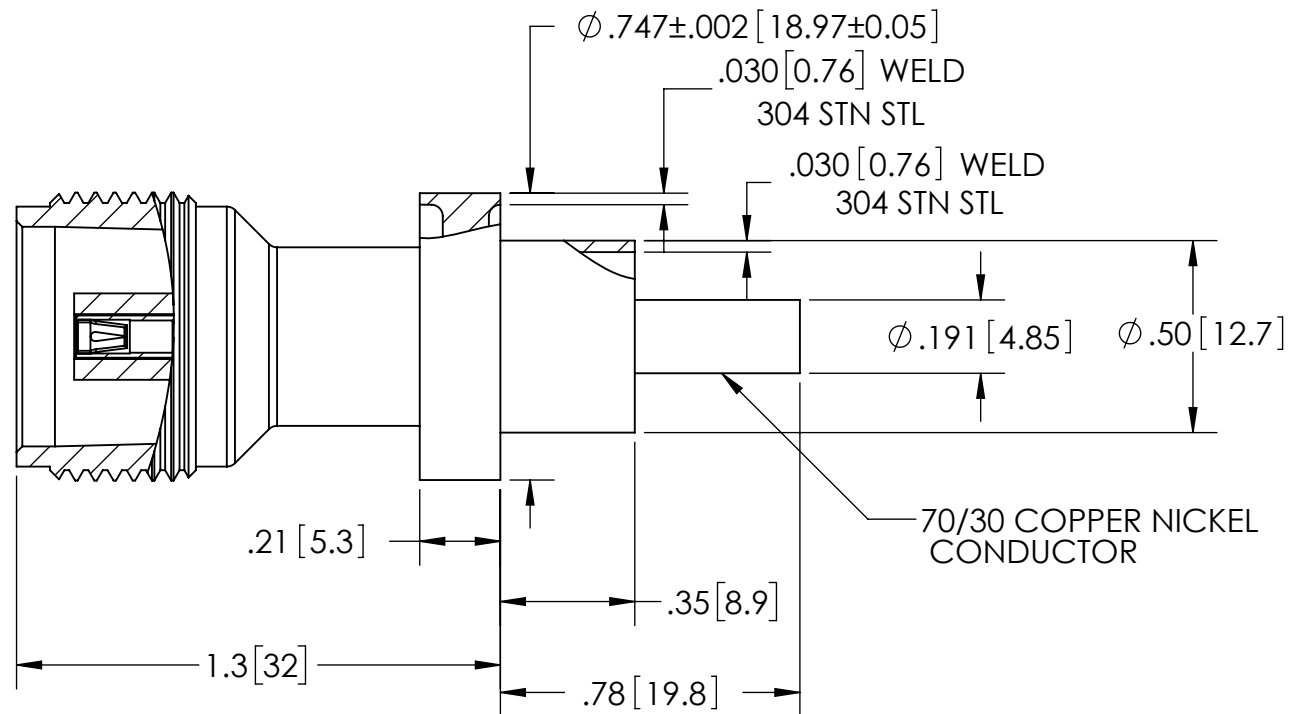 ∅.747±.002[18.97±0.05]
.030[0.76] WELD
304 STN STL
.030[0.76] WELD
304 STN STL
∅.191[4.85]
∅.50[12.7]
70/30 COPPER NICKEL
CONDUCTOR
.21[5.3]
.35[8.9]
1.3[32]
.78[19.8]